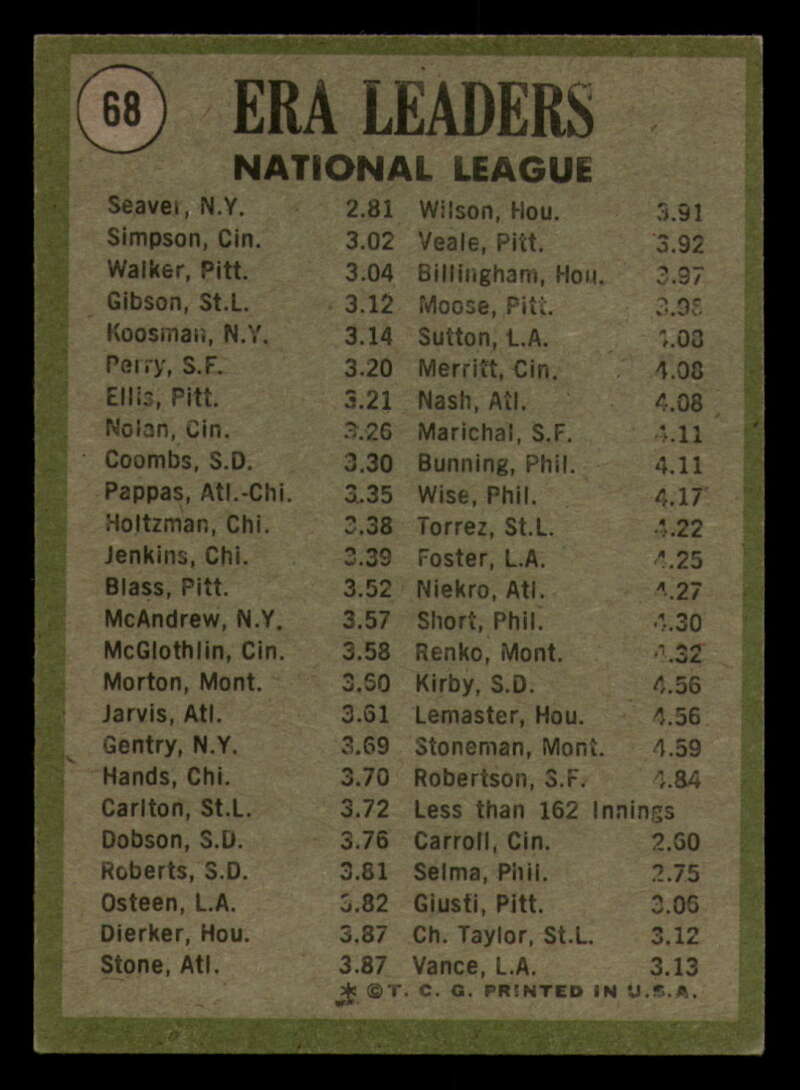 68
ERA LEADERS
NATIONAL LEAGUE
Seaver, N.Y. 2.81
Simpson, Cin. 3.02
Walker, Pitt. 3.04
Gibson, St.L. 3.12
Koosman, N.Y. 3.14
Perry, S.F. 3.20
Ellis, Pitt. 3.21
Nolan, Cin. 3.26
Coombs, S.D. 3.30
Pappas, Atl.-Chi. 3.35
Holtzman, Chi. 3.38
Jenkins, Chi. 3.39
Blass, Pitt. 3.52
McAndrew, N.Y. 3.57
McGlothlin, Cin. 3.58
Morton, Mont. 3.60
Jarvis, Atl. 3.61
Gentry, N.Y. 3.69
Hands, Chi. 3.70
Carlton, St.L. 3.72
Dobson, S.D. 3.76
Roberts, S.D. 3.81
Osteen, L.A. 3.82
Dierker, Hou. 3.87
Stone, Atl. 3.87
Wilson, Hou. 3.91
Veale, Pitt. 3.92
Billingham, Hou. 3.97
Moose, Pitt. 3.98
Sutton, L.A. 4.08
Merritt, Cin. 4.08
Nash, Atl. 4.08
Marichal, S.F. 4.11
Bunning, Phil. 4.11
Wise, Phil. 4.17
Torrez, St.L. 4.22
Foster, L.A. 4.25
Niekro, Atl. 4.27
Short, Phil. 4.30
Renko, Mont. 4.32
Kirby, S.D. 4.56
Lemaster, Hou. 4.56
Stoneman, Mont. 4.59
Robertson, S.F. 4.84
Less than 162 Innings
Carroll, Cin. 2.60
Selma, Phil. 2.75
Giusti, Pitt. 3.06
Ch. Taylor, St.L. 3.12
Vance, L.A. 3.13
* © T. C. G. PRINTED IN U.S.A.